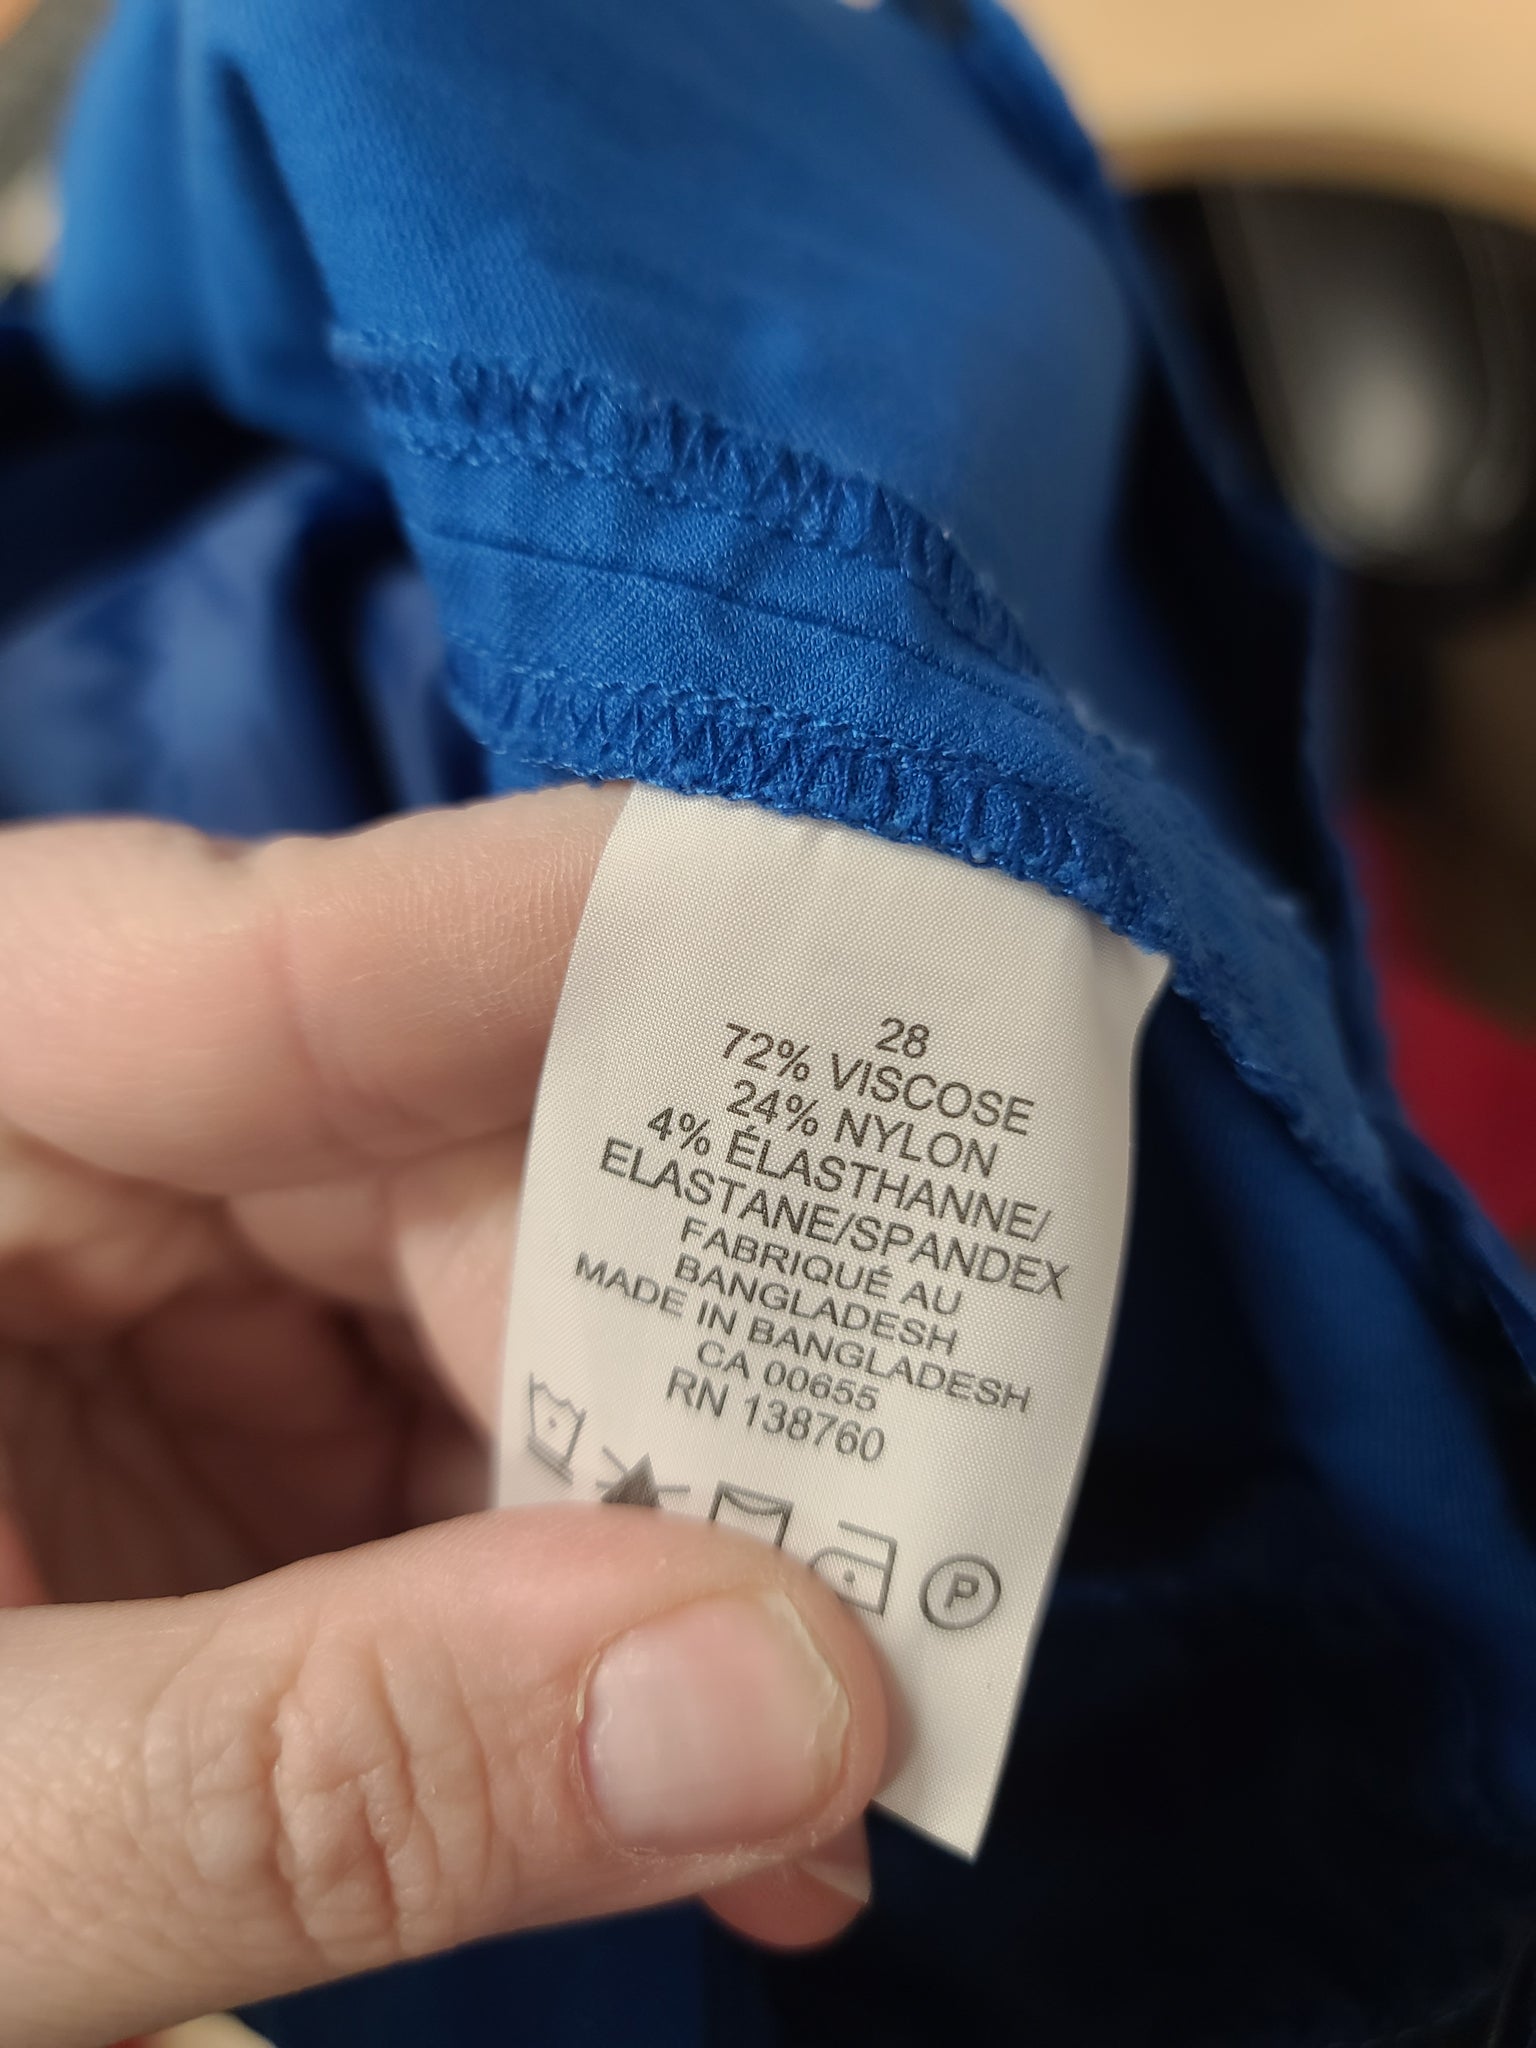 28
72% VISCOSE
24% NYLON
4% ÉLASTHANNE/
ELASTANE/SPANDEX
FABRIQUÉ AU
BANGLADESH
MADE IN BANGLADESH
CA 00655
RN 138760
P